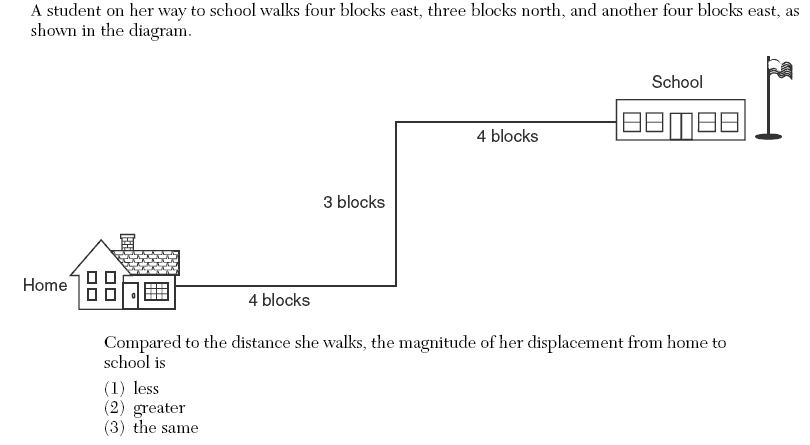 A student on her way to school walks four blocks east, three blocks north, and another four blocks east, as
shown in the diagram.
School
4 blocks
3 blocks
Home
4 blocks
Compared to the distance she walks, the magnitude of her displacement from home to
school is
(1) less
(2) greater
(3) the same